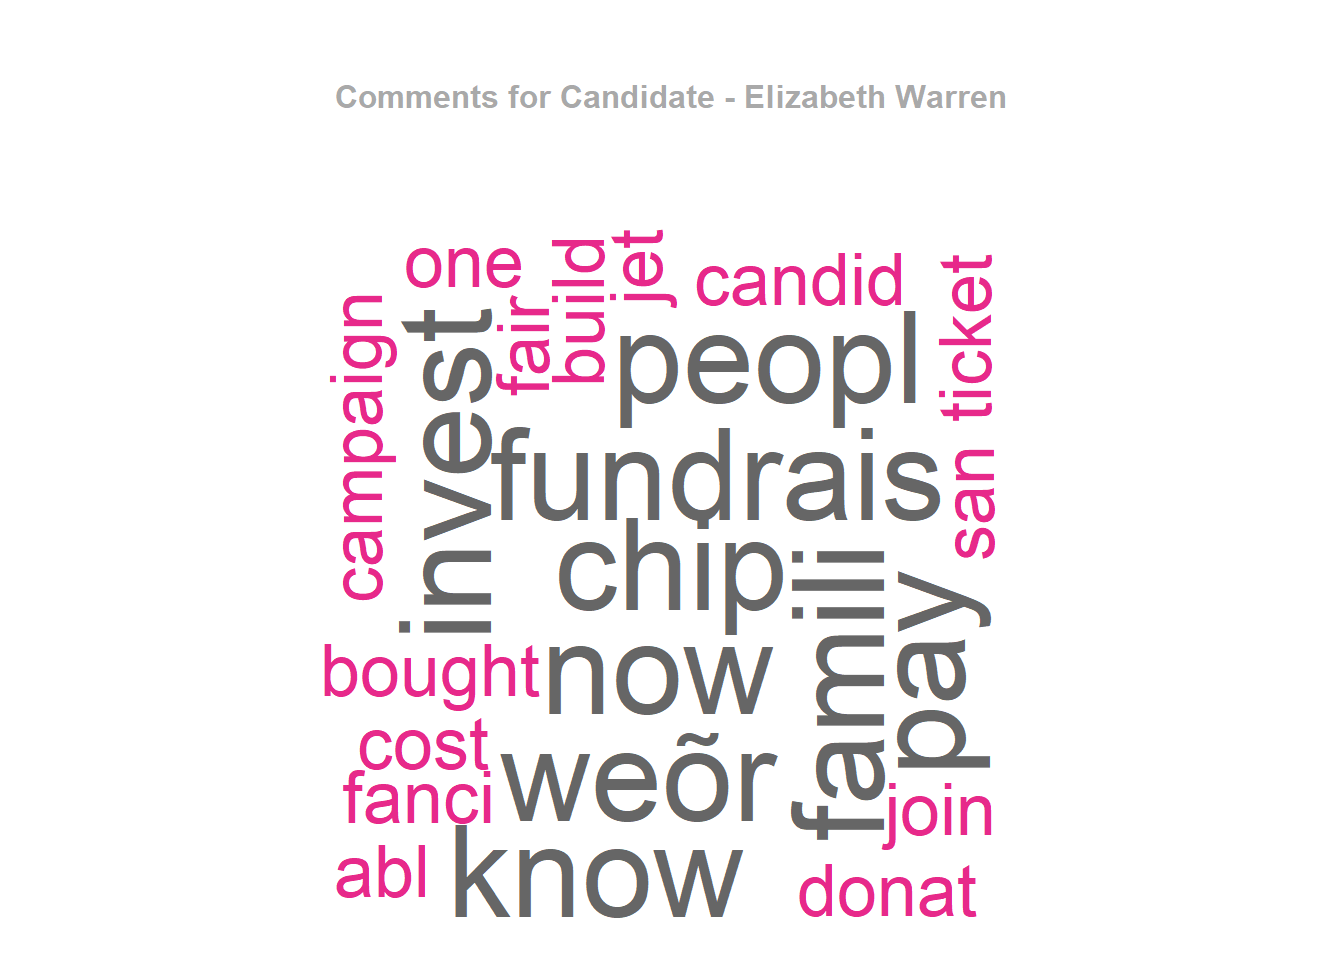 Comments for Candidate - Elizabeth Warren
one
build
jet
candid
ticket
campaign
invest
fair
peopl
fundrais
san
chip
famili
pay
bought
now
cost
weõr
fanci
join
abl
know
donat